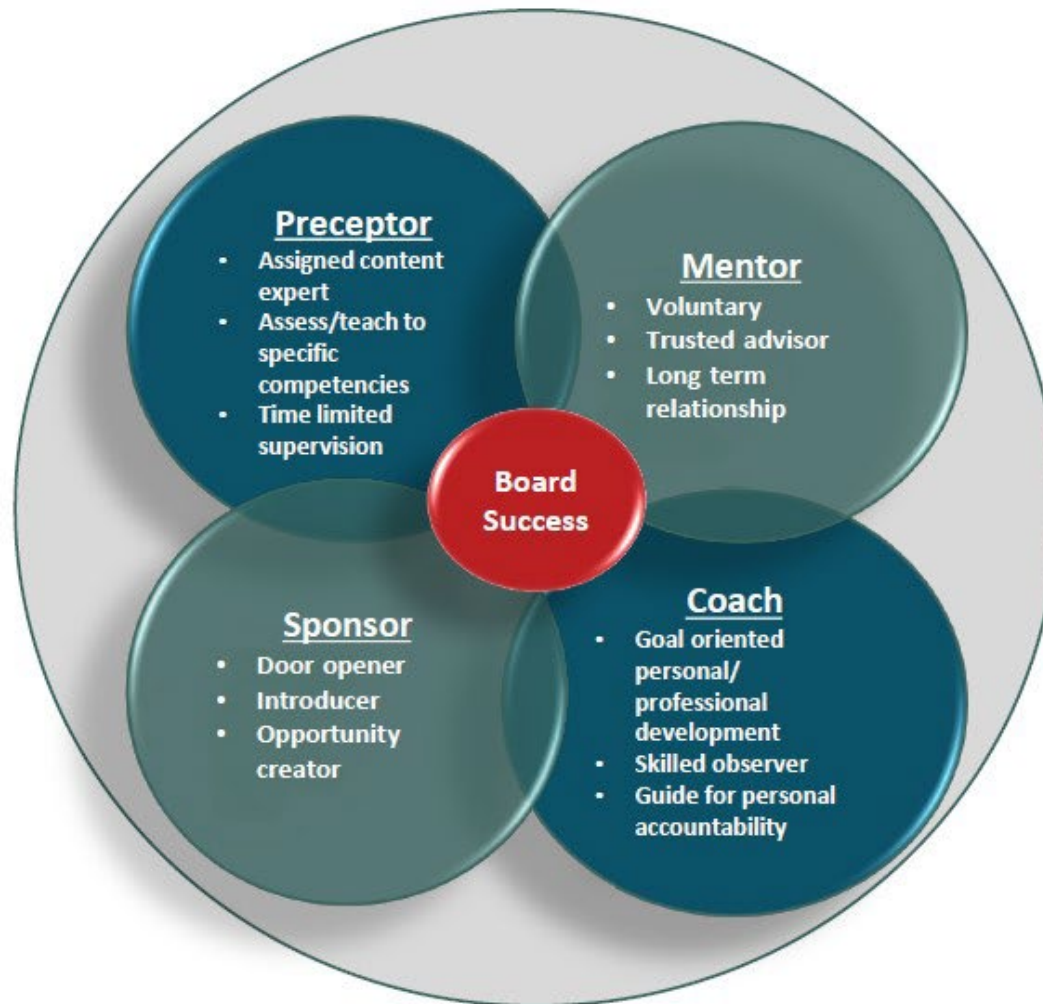 Preceptor
• Assigned content
expert
• Assess/teach to
specific
competencies
• Time limited
supervision
Mentor
• Voluntary
• Trusted advisor
• Long term
relationship
Board
Success
Sponsor
• Door opener
• Introducer
• Opportunity
creator
Coach
• Goal oriented
personal/
professional
development
• Skilled observer
• Guide for personal
accountability